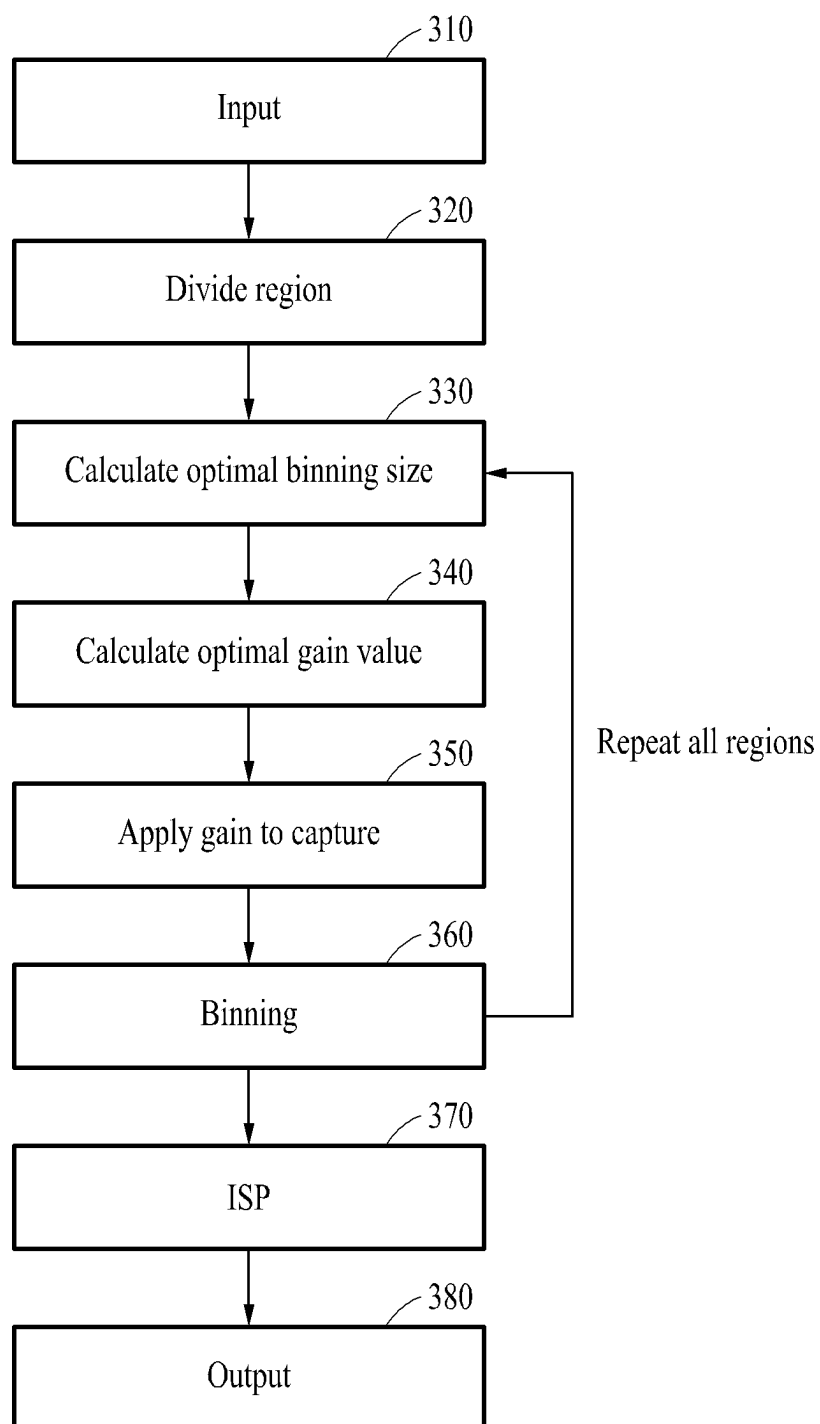 310
Input
320
Divide region
330
Calculate optimal binning size
340
Calculate optimal gain value
Repeat all regions
350
Apply gain to capture
360
Binning
370
ISP
380
Output